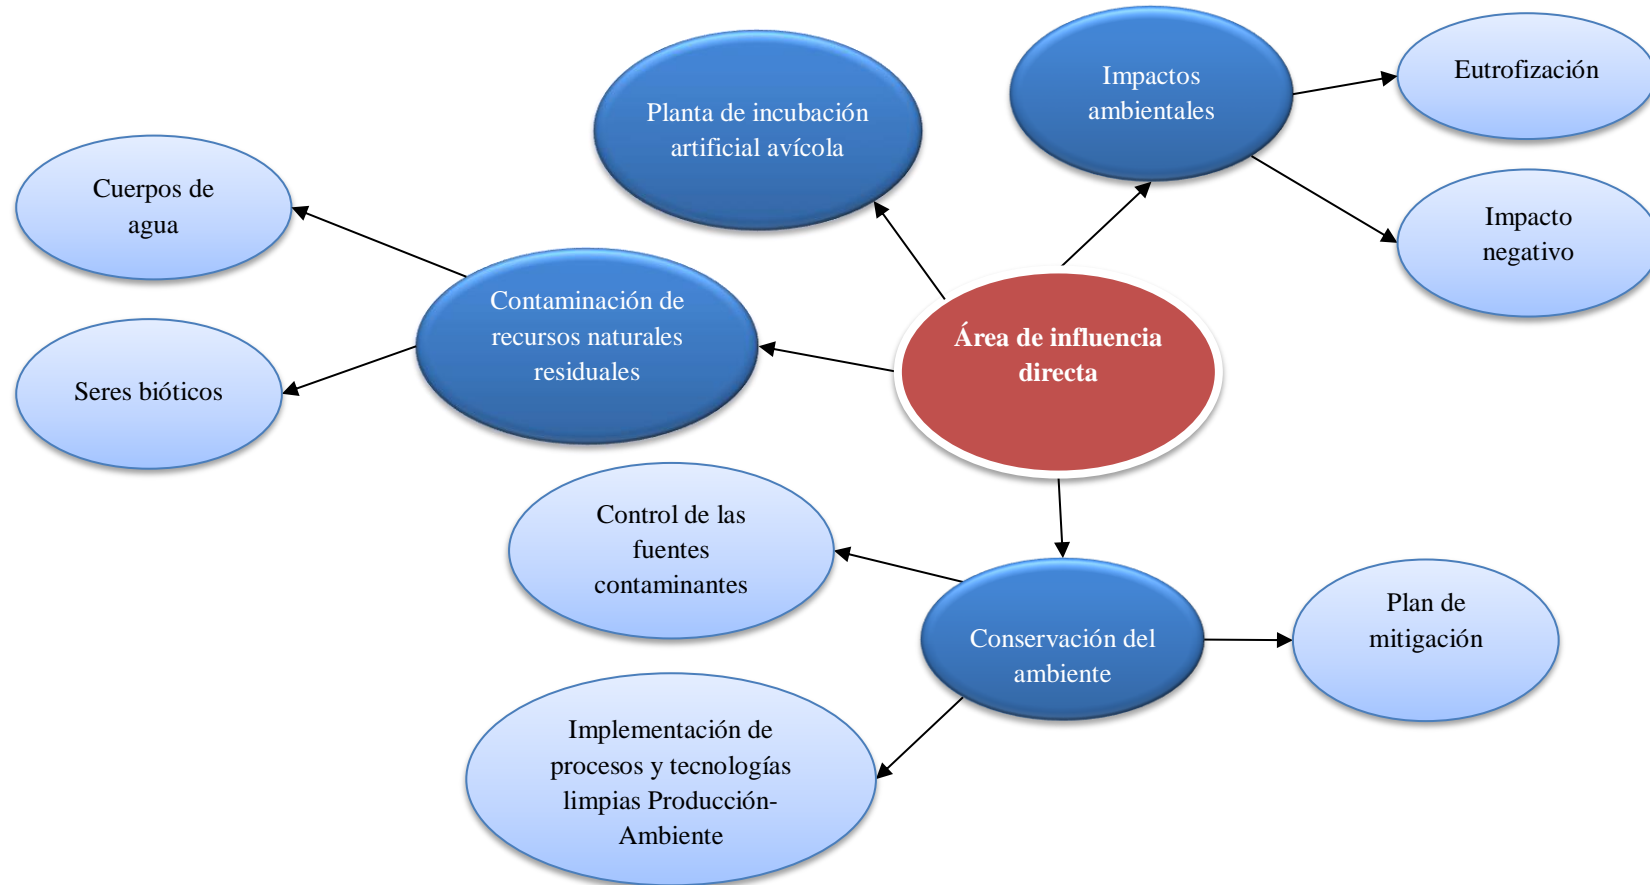 Planta de incubación
artificial avícola
Impactos
ambientales
Eutrofización
Impacto
negativo
Cuerpos de
agua
Contaminación de
recursos naturales
residuales
Seres bióticos
Área de influencia
directa
Control de las
fuentes
contaminantes
Conservación del
ambiente
Plan de
mitigación
Implementación de
procesos y tecnologías
limpias Producción-
Ambiente